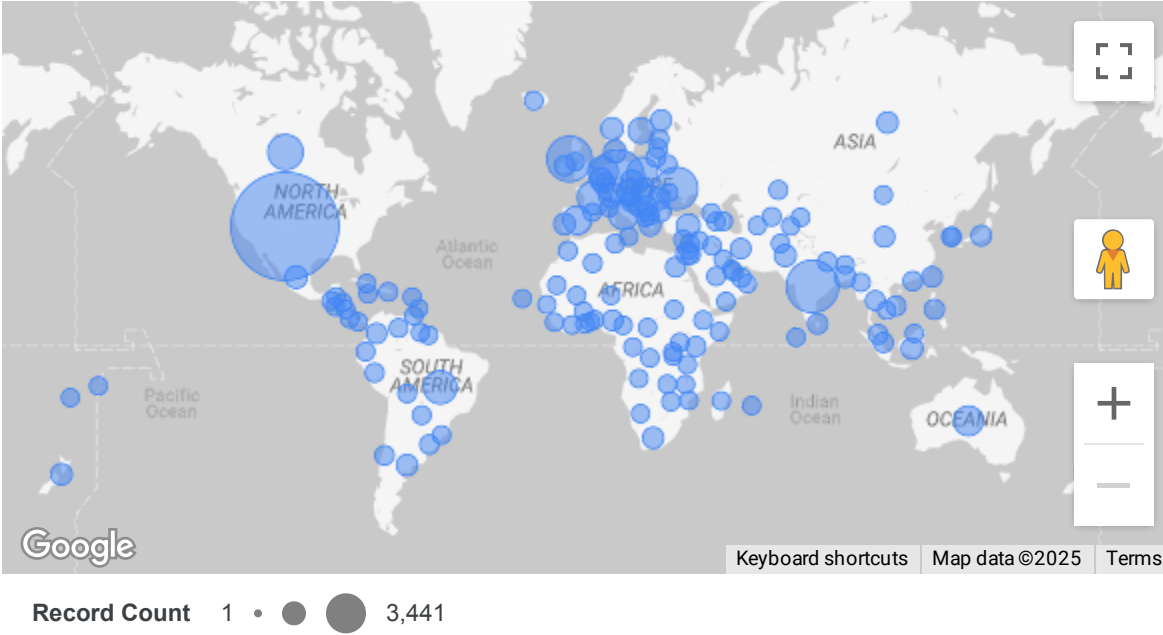 ASIA
NORTH
AMERICA
Atlantic
Ocean
AFRICA
SOUTH
AMERICA
Pacific
Ocean
Indian
Ocean
OCEANIA
Google
Keyboard shortcuts
Map data ©2025
Terms
Record Count 1 3,441